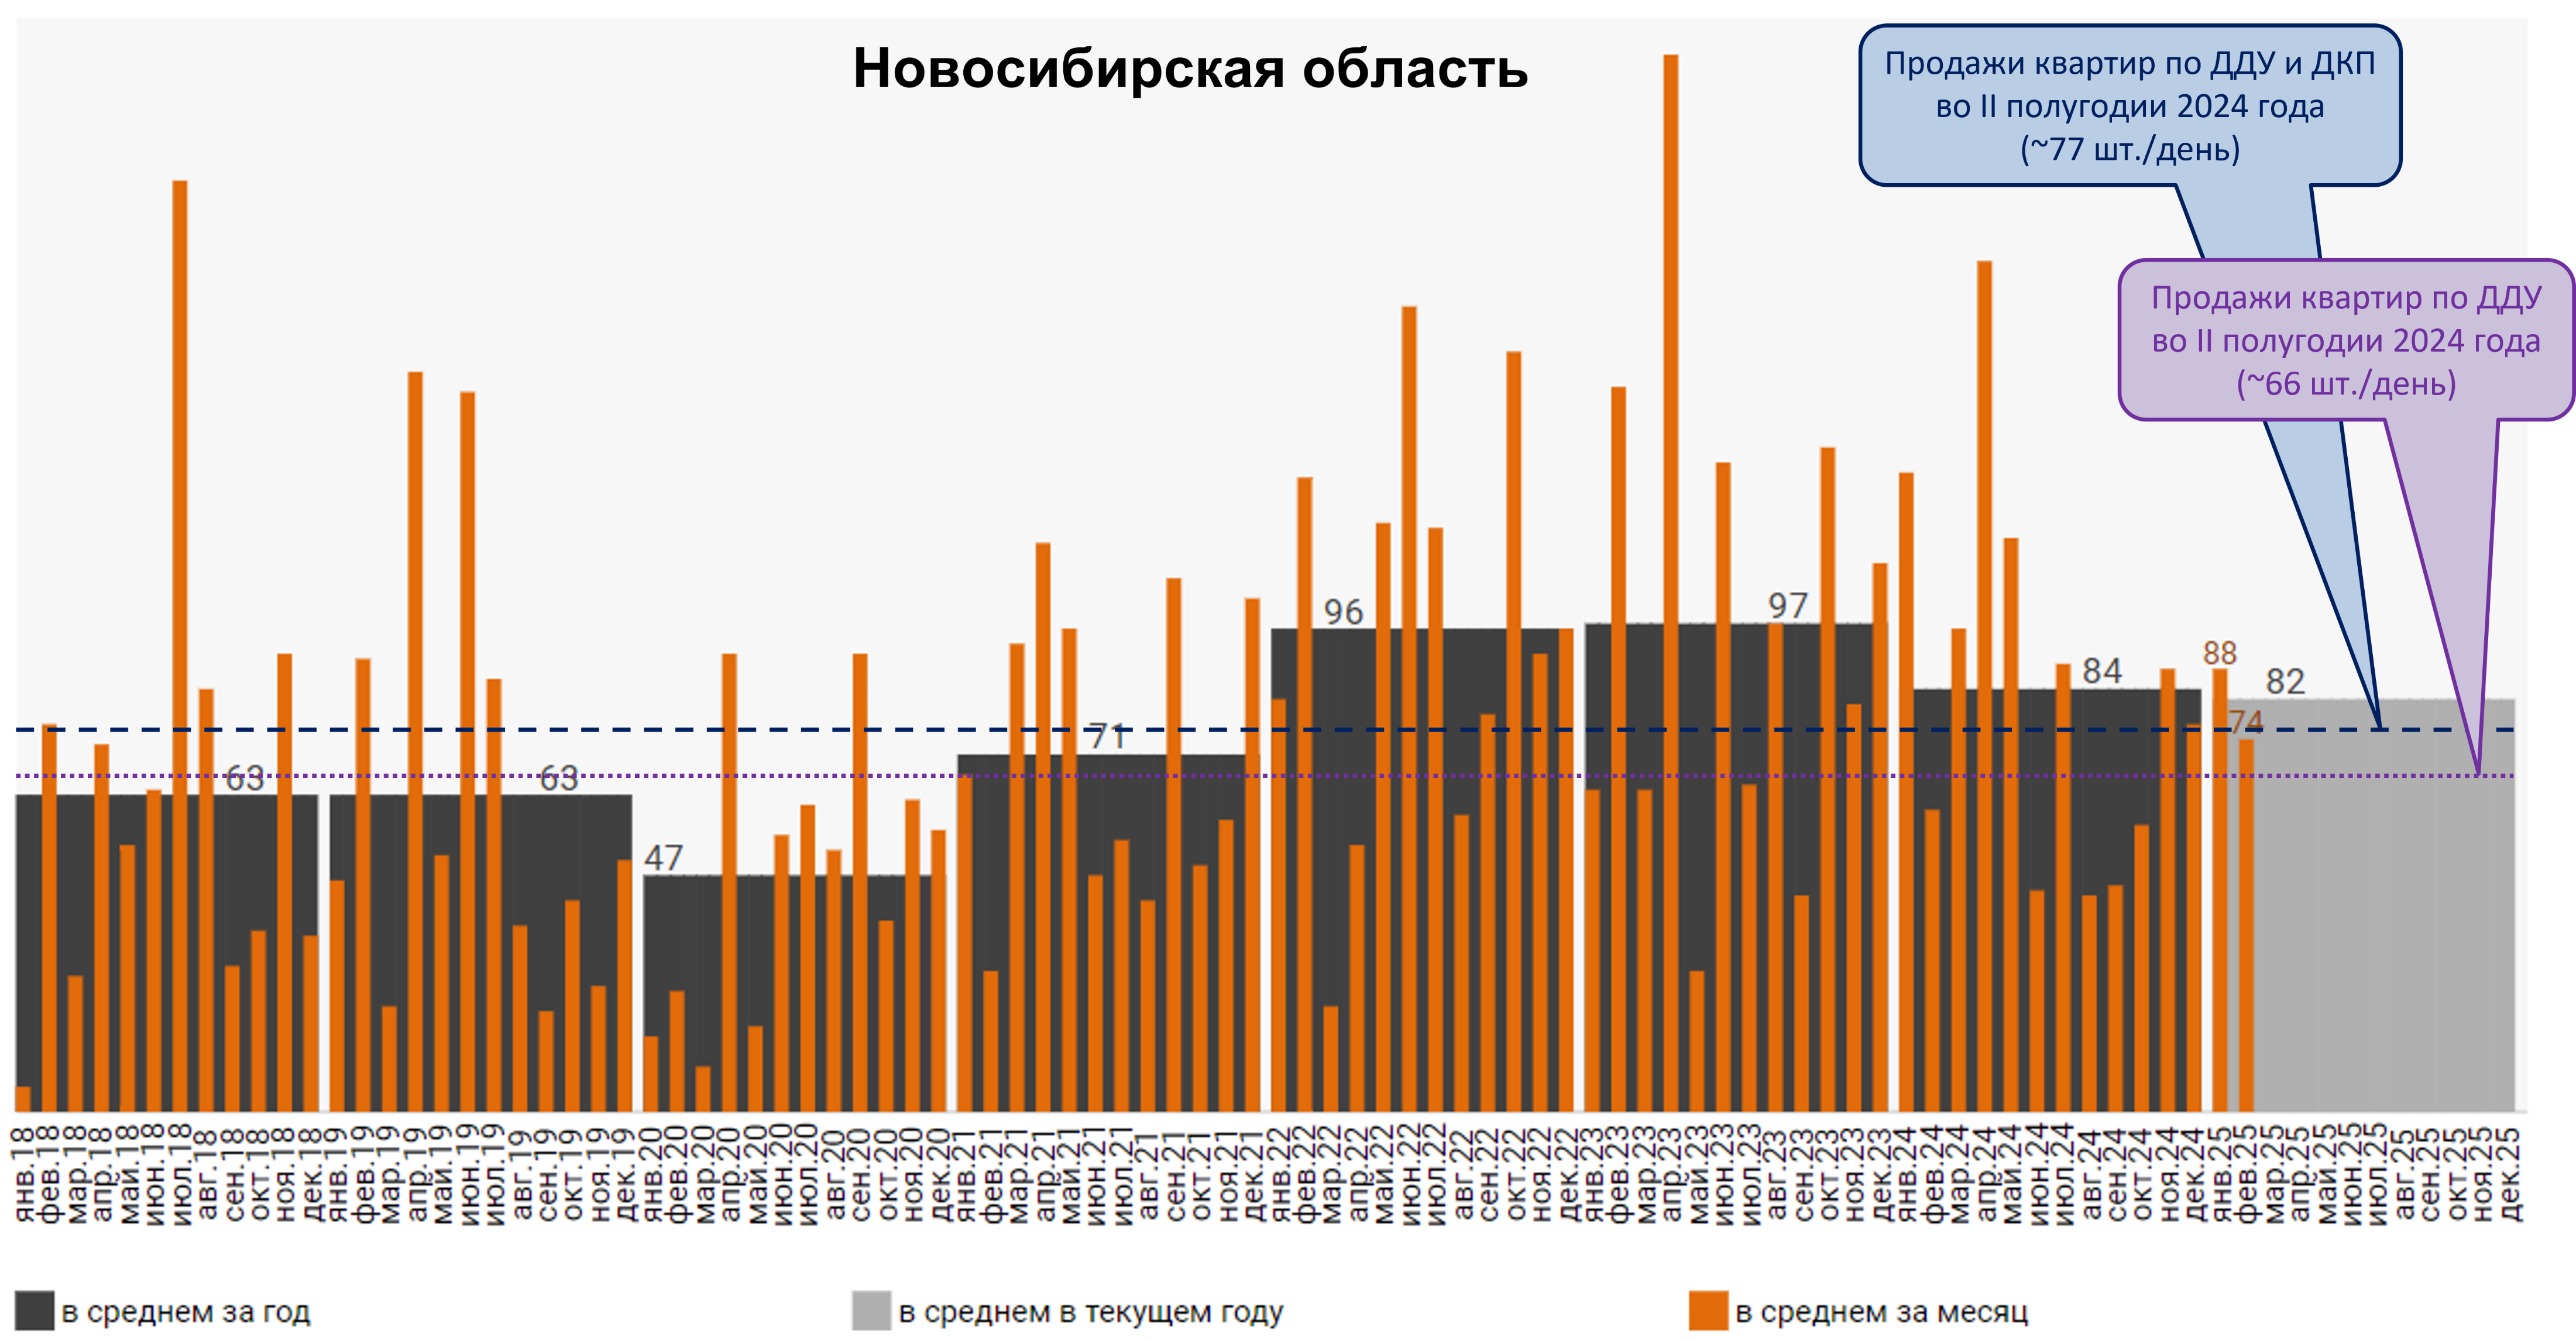 Новосибирская область
Продажи квартир по ДДУ и ДКП
во II полугодии 2024 года
(~77 шт./день)
Продажи квартир по ДДУ
во II полугодии 2024 года
(~66 шт./день)
63
63
47
71
96
97
84
88
82
74
янв.18
фев.18
мар.18
апр.18
май.18
июн.18
июл.18
авг.18
сен.18
окт.18
ноя.18
дек.18
янв.19
фев.19
мар.19
апр.19
май.19
июн.19
июл.19
авг.19
сен.19
окт.19
ноя.19
дек.19
янв.20
фев.20
мар.20
апр.20
май.20
июн.20
июл.20
авг.20
сен.20
окт.20
ноя.20
дек.20
янв.21
фев.21
мар.21
апр.21
май.21
июн.21
июл.21
авг.21
сен.21
окт.21
ноя.21
дек.21
янв.22
фев.22
мар.22
апр.22
май.22
июн.22
июл.22
авг.22
сен.22
окт.22
ноя.22
дек.22
янв.23
фев.23
мар.23
апр.23
май.23
июн.23
июл.23
авг.23
сен.23
окт.23
ноя.23
дек.23
янв.24
фев.24
мар.24
апр.24
май.24
июн.24
июл.24
авг.24
сен.24
окт.24
ноя.24
дек.24
янв.25
фев.25
мар.25
апр.25
май.25
июн.25
июл.25
авг.25
сен.25
окт.25
ноя.25
дек.25
в среднем за год
в среднем в текущем году
в среднем за месяц